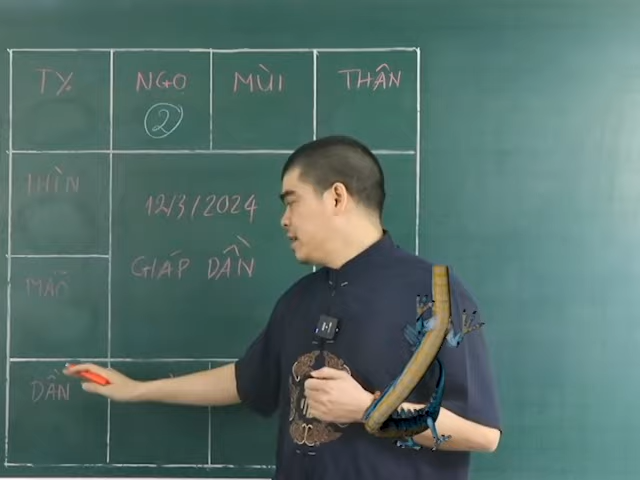 TỴ
NGỌ
MÙI
THÂN
2
THÌN
12/3/2024
GIÁP DẦN
MÃO
DẦN